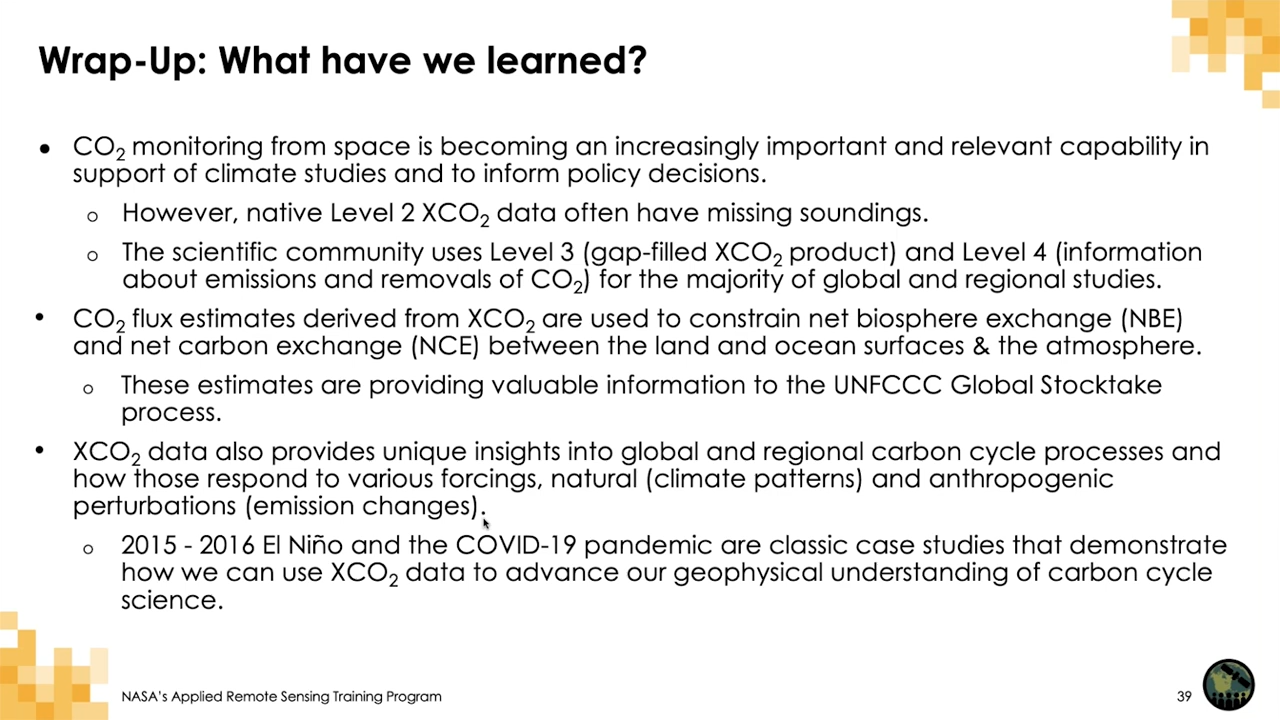 Wrap-Up: What have we learned?
• CO₂ monitoring from space is becoming an increasingly important and relevant capability in
support of climate studies and to inform policy decisions.
o However, native Level 2 XCO₂ data often have missing soundings.
o The scientific community uses Level 3 (gap-filled XCO₂ product) and Level 4 (information
about emissions and removals of CO₂) for the majority of global and regional studies.
• CO₂ flux estimates derived from XCO₂ are used to constrain net biosphere exchange (NBE)
and net carbon exchange (NCE) between the land and ocean surfaces & the atmosphere.
o These estimates are providing valuable information to the UNFCCC Global Stocktake
process.
• XCO₂ data also provides unique insights into global and regional carbon cycle processes and
how those respond to various forcings, natural (climate patterns) and anthropogenic
perturbations (emission changes).
o 2015 - 2016 El Niño and the COVID-19 pandemic are classic case studies that demonstrate
how we can use XCO₂ data to advance our geophysical understanding of carbon cycle
science.
NASA's Applied Remote Sensing Training Program
39